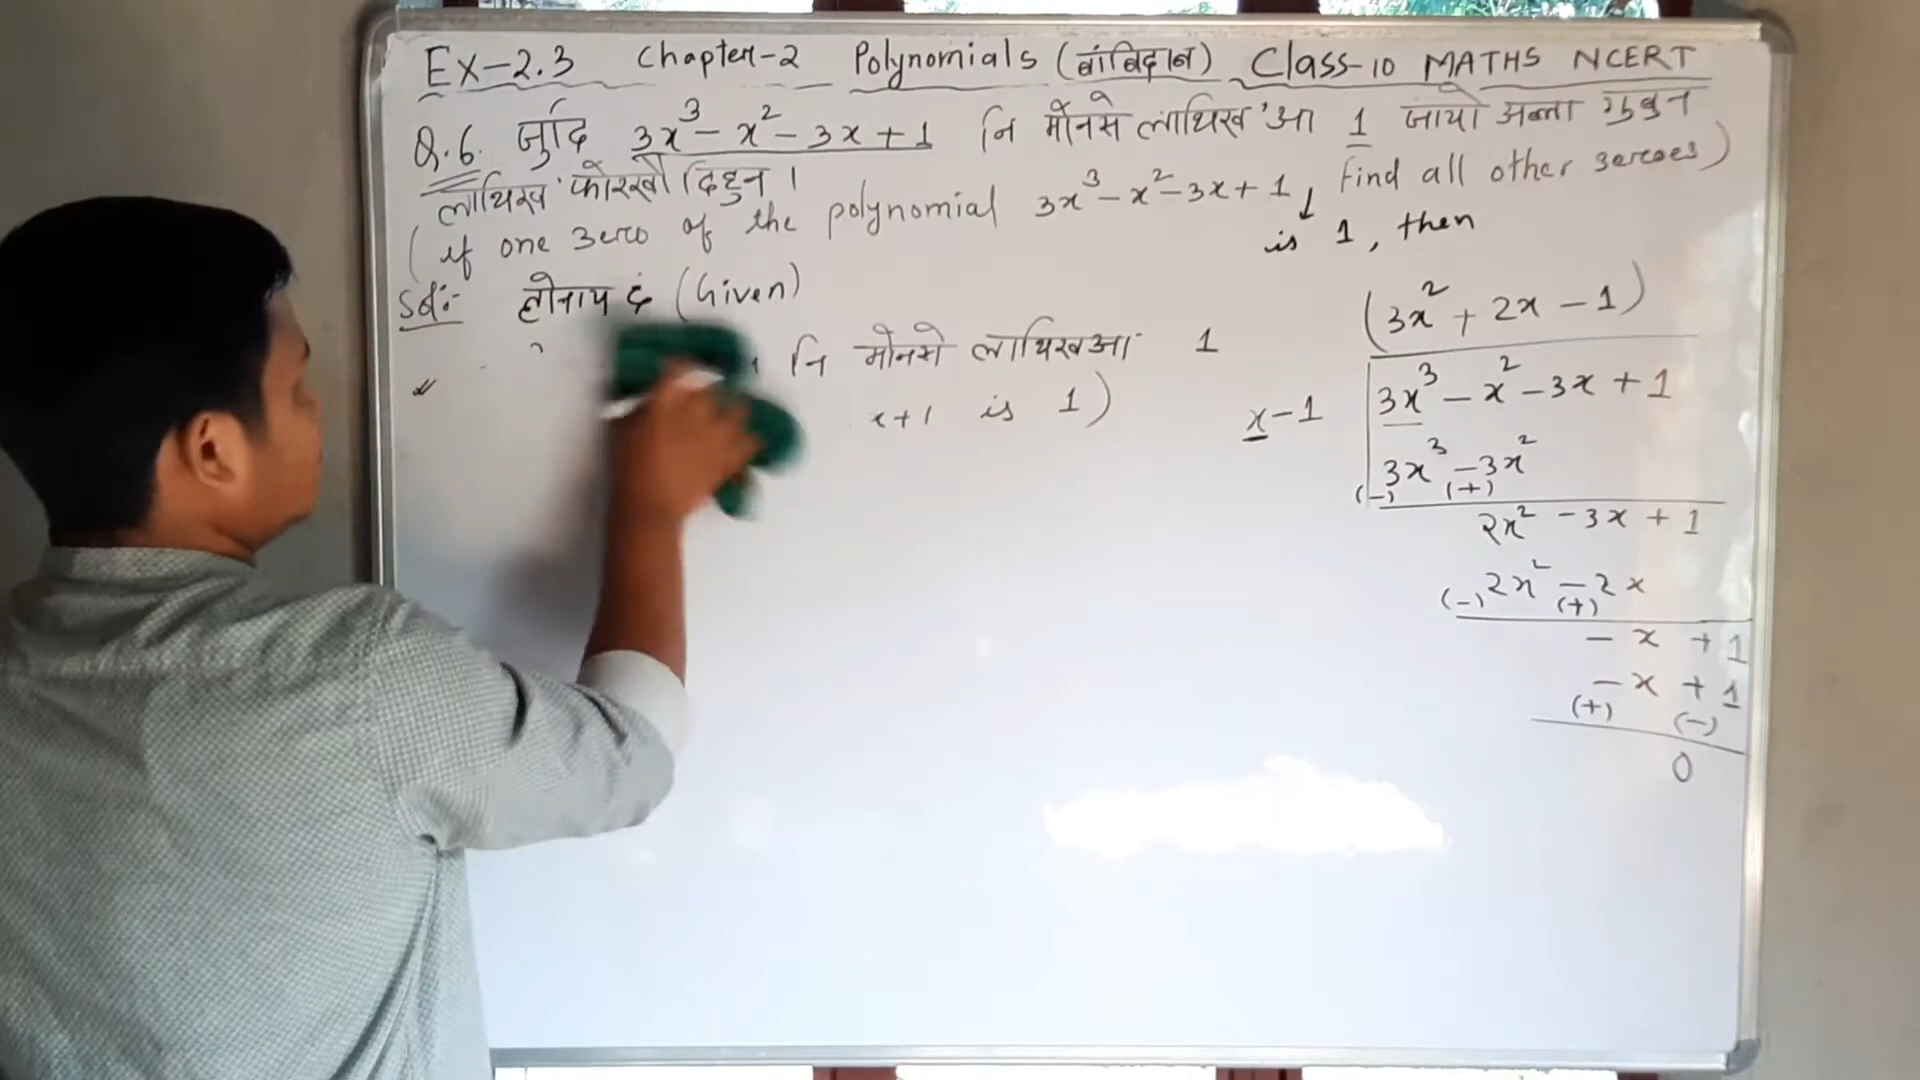 Ex-2.3 Chapter-2 Polynomials (बांबिदान) Class-10 MATHS NCERT
Q.6. जुदि 3x³ - x² - 3x + 1 नि मोनसे लाथिख'आ 1 जायो अब्ला गुबुन
लाथिख'फोरखौ दिहुन।
(if one zero of the polynomial 3x³ - x² - 3x + 1, is 1, then find all other zeroes)
Solⁿ:- होनाय दं (Given)
नि मोनसे लाथिखआ 1
x+1 is 1)
(3x² + 2x - 1)
x-1 3x³ - x² - 3x + 1
3x³ - 3x²
(-) (+)
2x² - 3x + 1
2x² - 2x
(-) (+)
- x + 1
- x + 1
(+) (-)
0